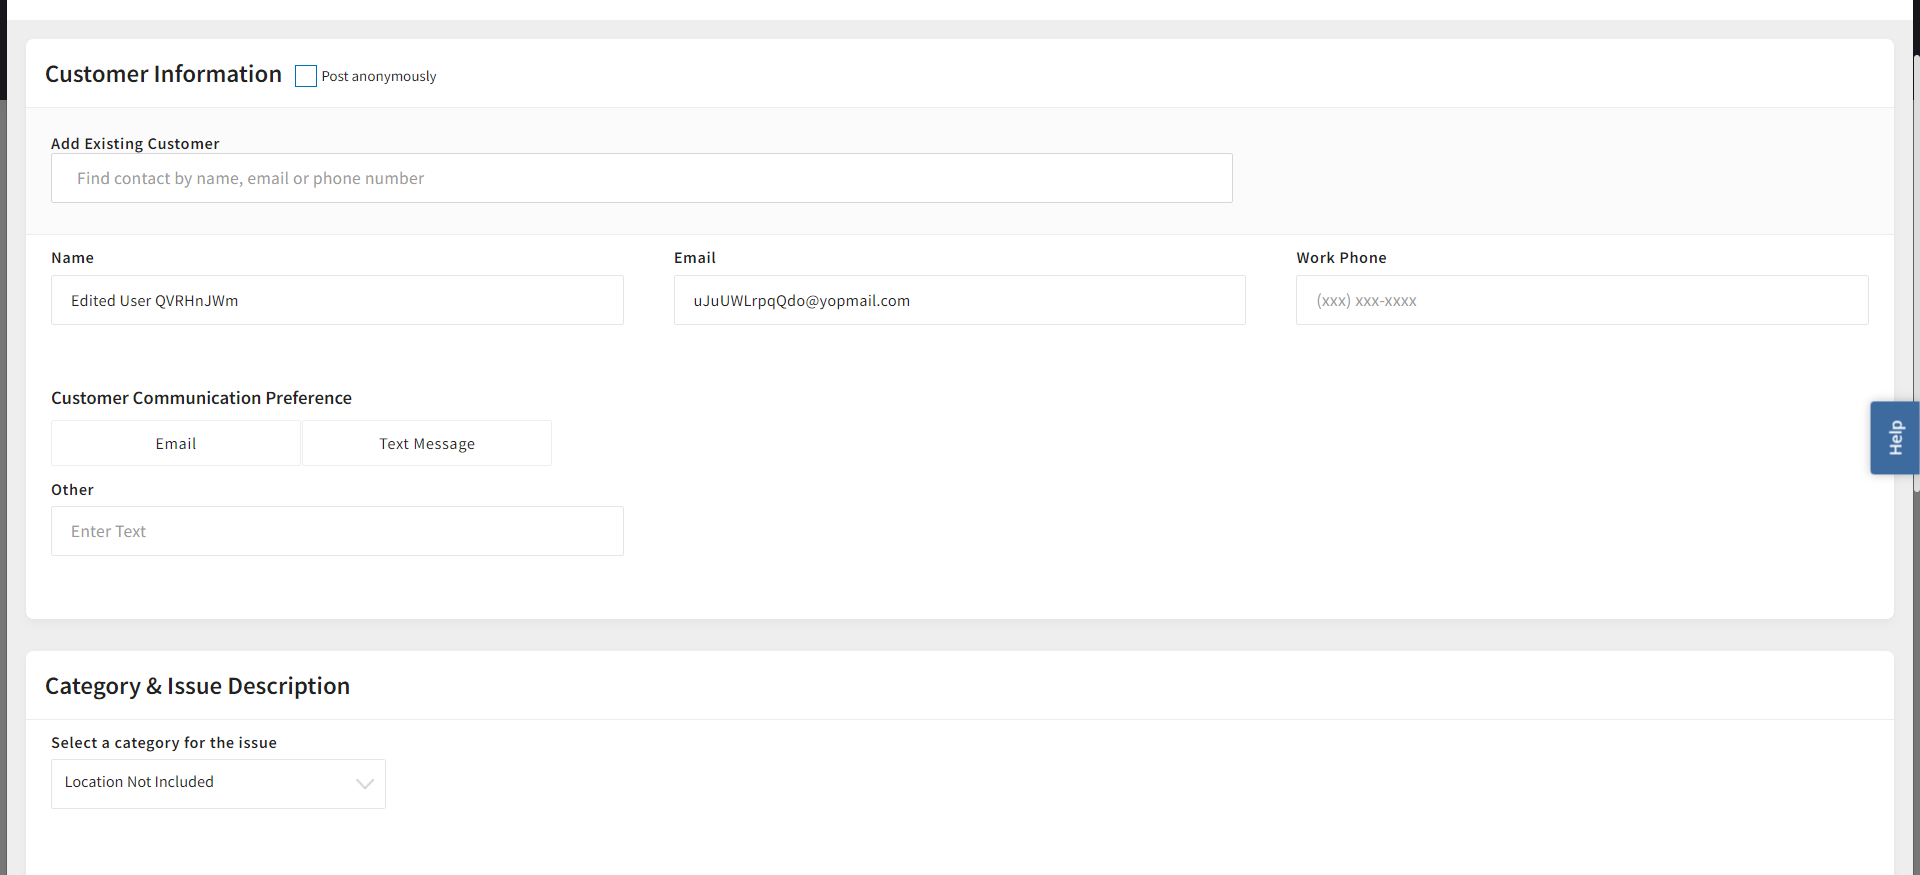 Customer Information Post anonymously
Add Existing Customer
Find contact by name, email or phone number
Name Email Work Phone
Edited User QVRHnJWm uJuUWLrpqQdo@yopmail.com (xxx) xxx-xxxx
Customer Communication Preference
Email Text Message
Help
Other
Enter Text
Category & Issue Description
Select a category for the issue
Location Not Included